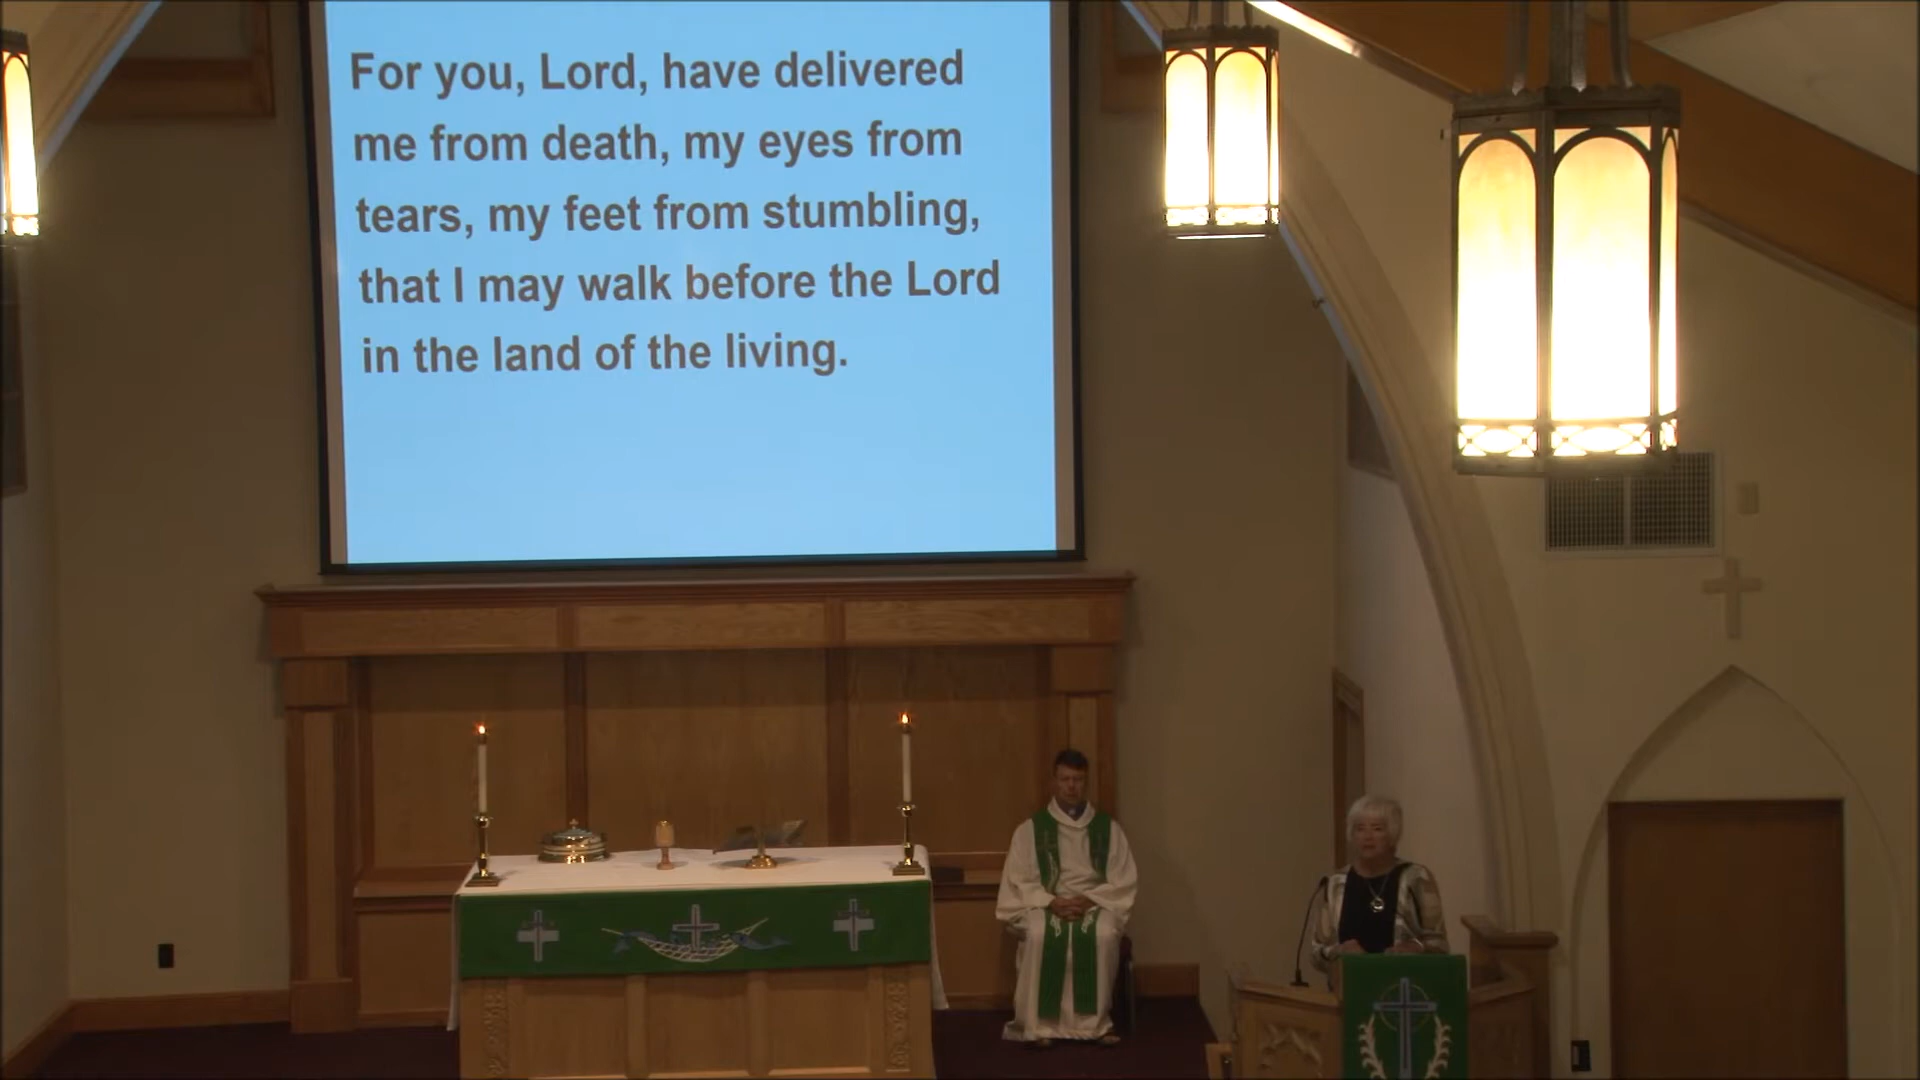 For you, Lord, have delivered
me from death, my eyes from
tears, my feet from stumbling,
that I may walk before the Lord
in the land of the living.